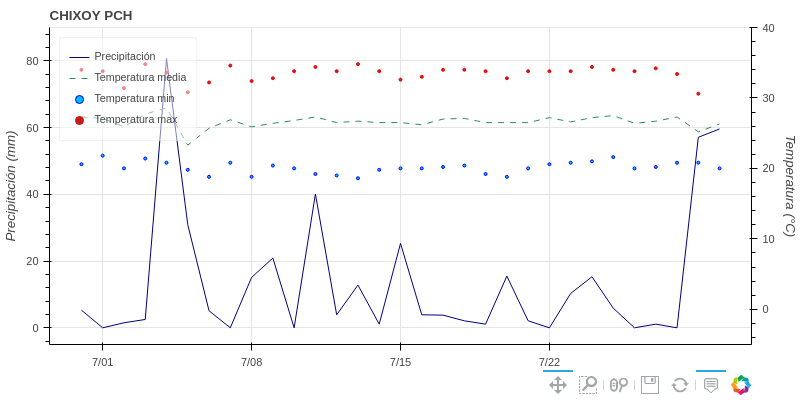 CHIXOY PCH
Precipitación
Temperatura media
Temperatura min
Temperatura max
Precipitación (mm)
80
60
40
20
0
Temperatura (°C)
40
30
20
10
0
7/01
7/08
7/15
7/22